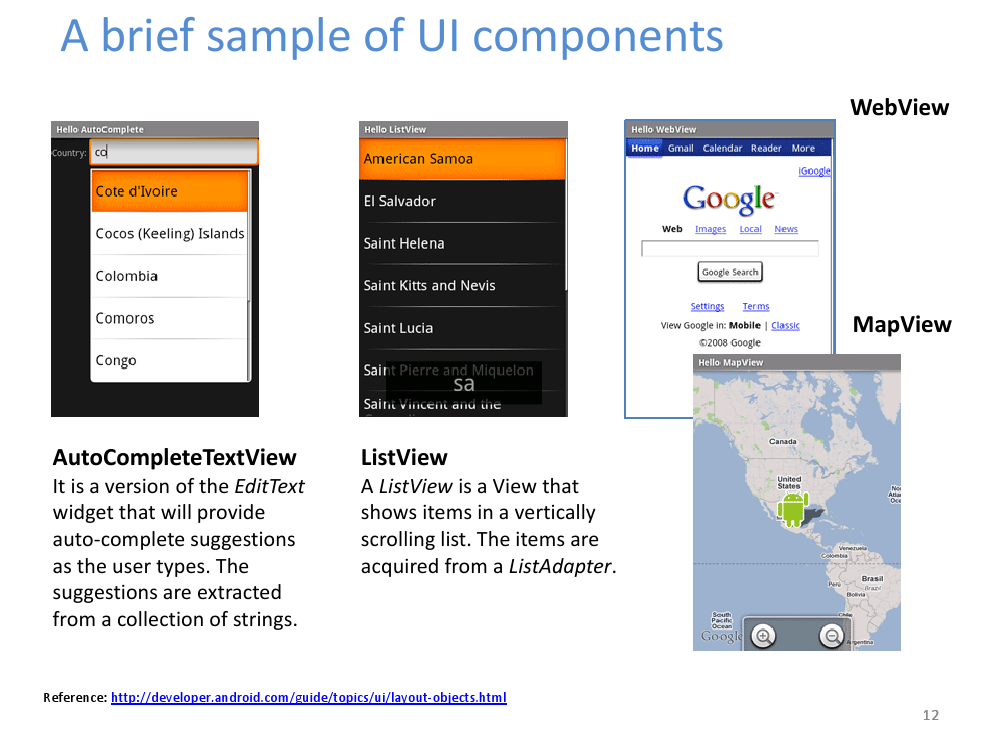 A brief sample of UI components
WebView
Hello AutoComplete
Country:
co
Cote d'Ivoire
Cocos (Keeling) Islands
Colombia
Comoros
Congo
Hello ListView
American Samoa
El Salvador
Saint Helena
Saint Kitts and Nevis
Saint Lucia
Saint Pierre and Miquelon
sa
Saint Vincent and the
Hello WebView
Home Gmail Calendar Reader More
iGoogle
Google
Web Images Local News
Google Search
Settings Terms
View Google in: Mobile | Classic
©2008 Google
MapView
Hello MapView
Canada
United
States
Venezuela
Colombia
Brasil
Brazil
Perú
Bolivia
Chile
Argentina
South
Pacific
Ocean
Google
AutoCompleteTextView
It is a version of the EditText
widget that will provide
auto-complete suggestions
as the user types. The
suggestions are extracted
from a collection of strings.
ListView
A ListView is a View that
shows items in a vertically
scrolling list. The items are
acquired from a ListAdapter.
Reference: http://developer.android.com/guide/topics/ui/layout-objects.html
12